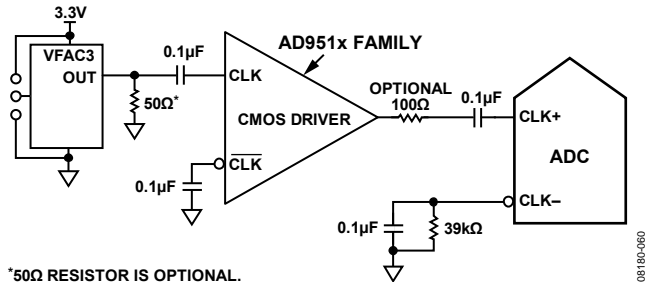 3.3V
VFAC3
OUT
0.1µF
50Ω*
AD951x FAMILY
CLK
CMOS DRIVER
CLK
0.1µF
OPTIONAL
100Ω
0.1µF
CLK+
ADC
CLK–
0.1µF
39kΩ
*50Ω RESISTOR IS OPTIONAL.
08180-060